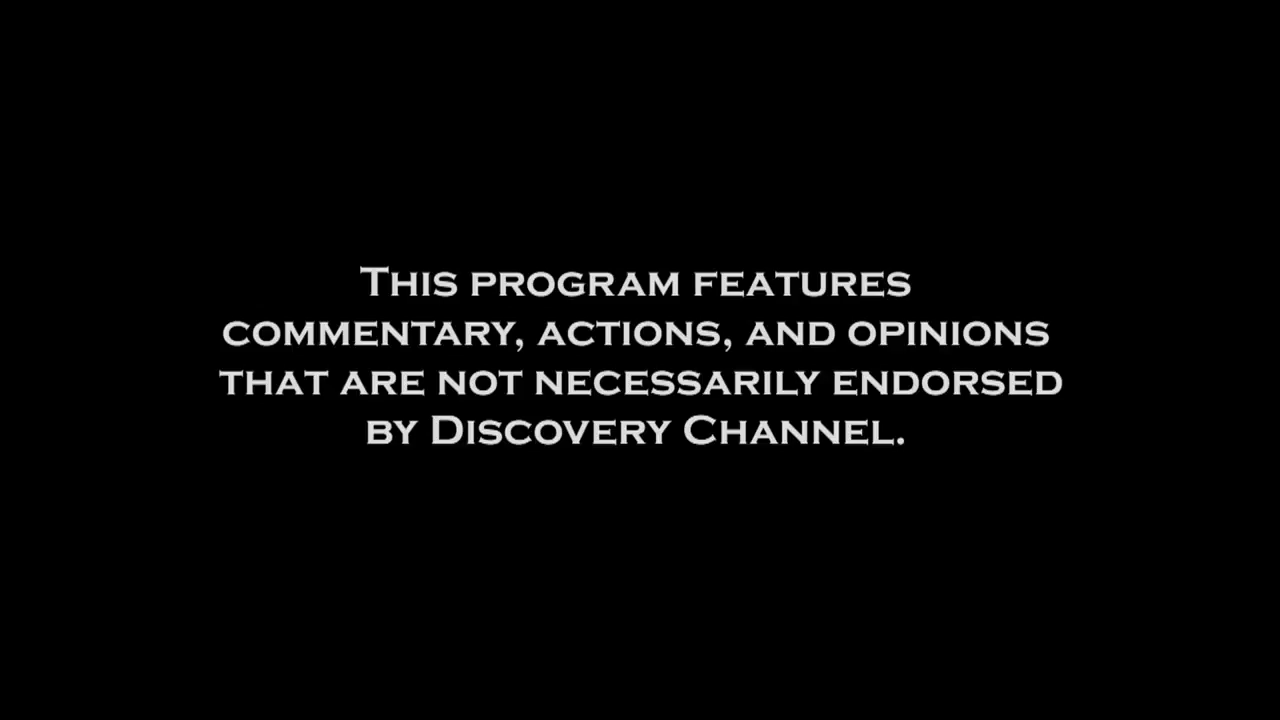 This program features
commentary, actions, and opinions
that are not necessarily endorsed
by Discovery Channel.